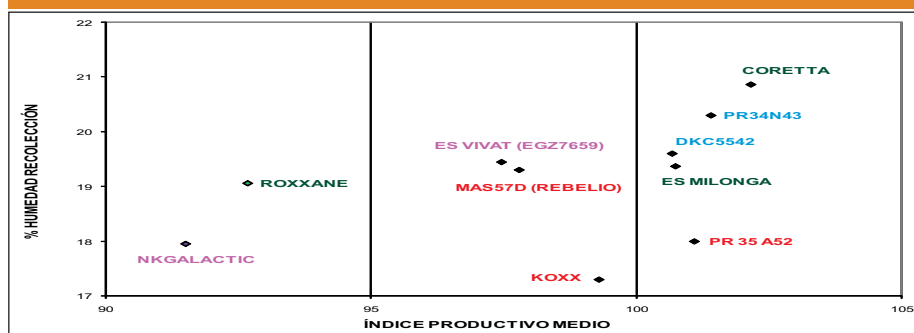 22
21
20
19
18
17
% HUMEDAD RECOLECCIÓN
CORETTA
PR34N43
ES VIVAT (EGZ7659)
DKC5542
ROXXANE
MAS57D (REBELIO)
ES MILONGA
NKGALACTIC
PR 35 A52
KOXX
90
95
100
105
ÍNDICE PRODUCTIVO MEDIO